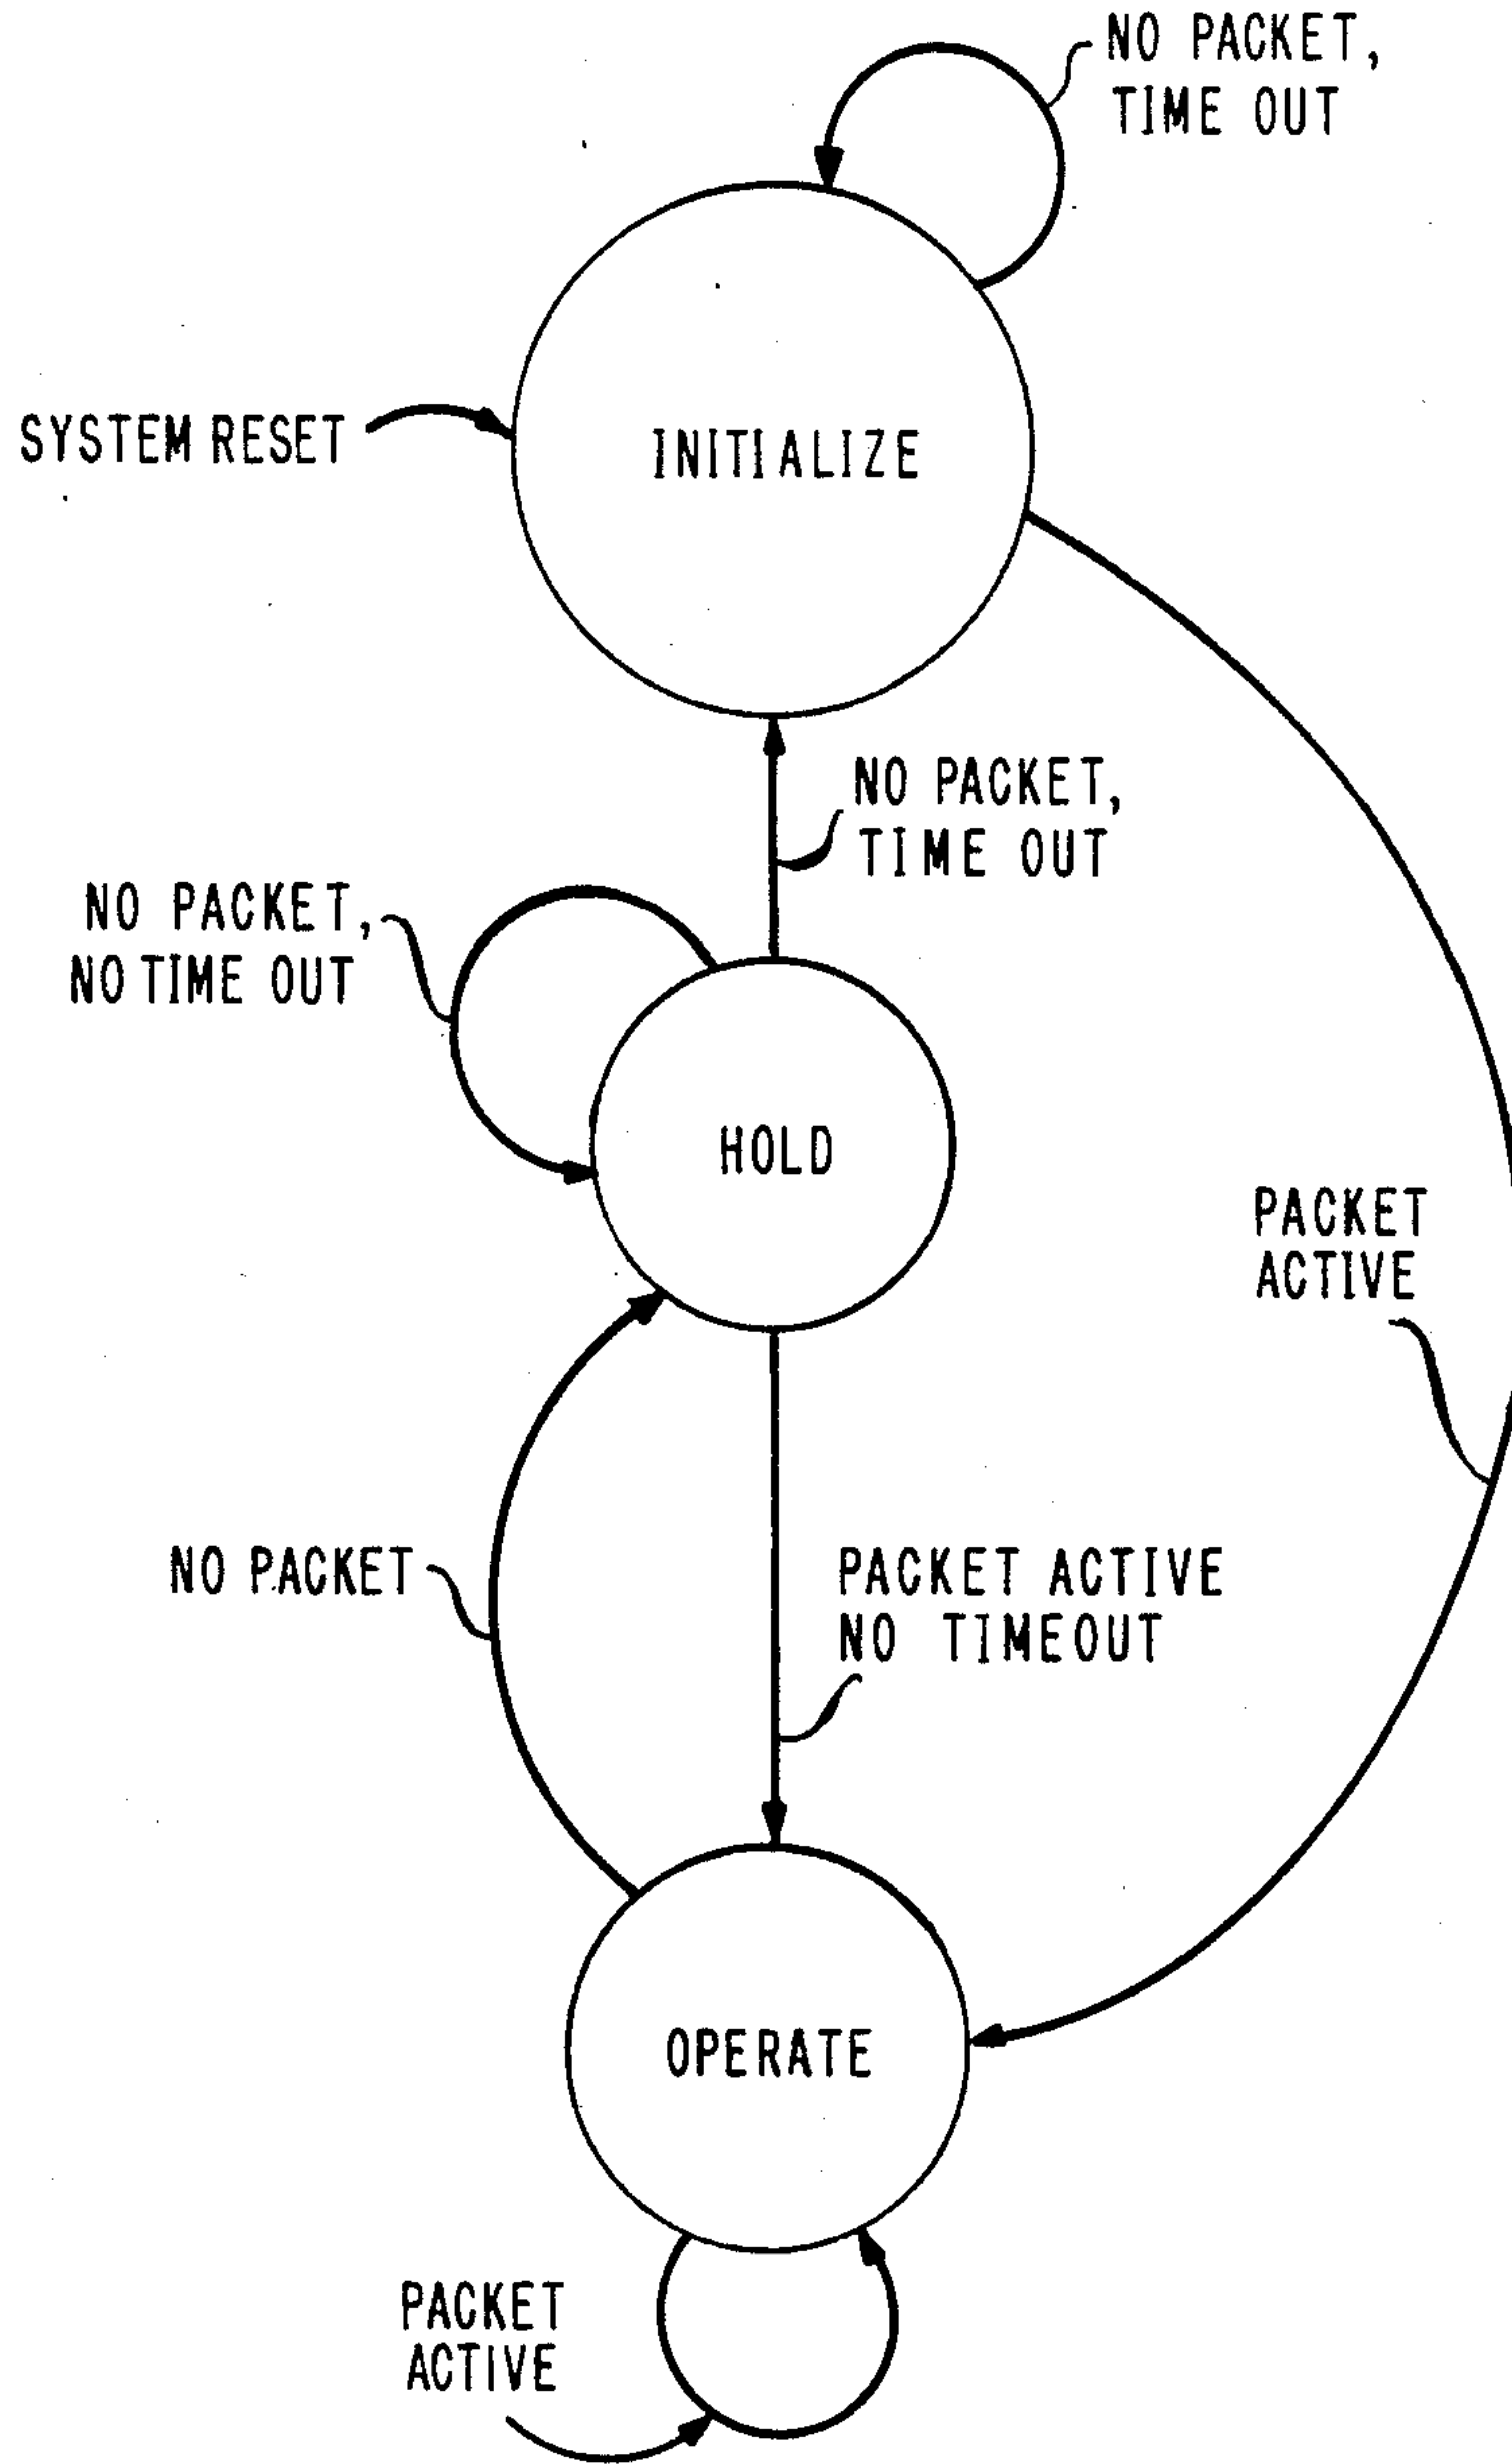 NO PACKET,
TIME OUT
SYSTEM RESET
INITIALIZE
NO PACKET,
TIME OUT
NO PACKET,
NO TIME OUT
HOLD
PACKET
ACTIVE
NO PACKET
PACKET ACTIVE
NO TIMEOUT
OPERATE
PACKET
ACTIVE